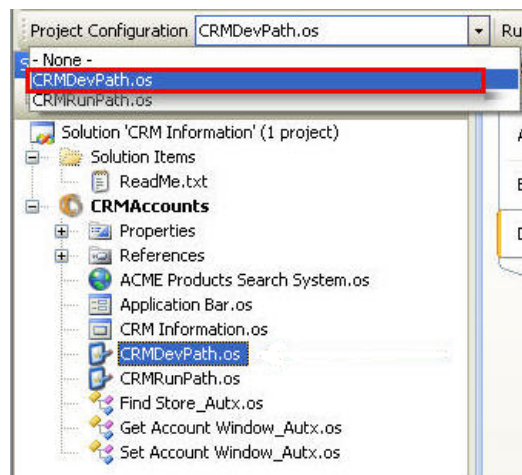 Project Configuration CRMDevPath.os Ru
- None -
CRMDevPath.os
CRMRunPath.os
Solution 'CRM Information' (1 project)
Solution Items
ReadMe.txt
CRMAccounts
Properties
References
ACME Products Search System.os
Application Bar.os
CRM Information.os
CRMDevPath.os
CRMRunPath.os
Find Store_Autx.os
Get Account Window_Autx.os
Set Account Window_Autx.os